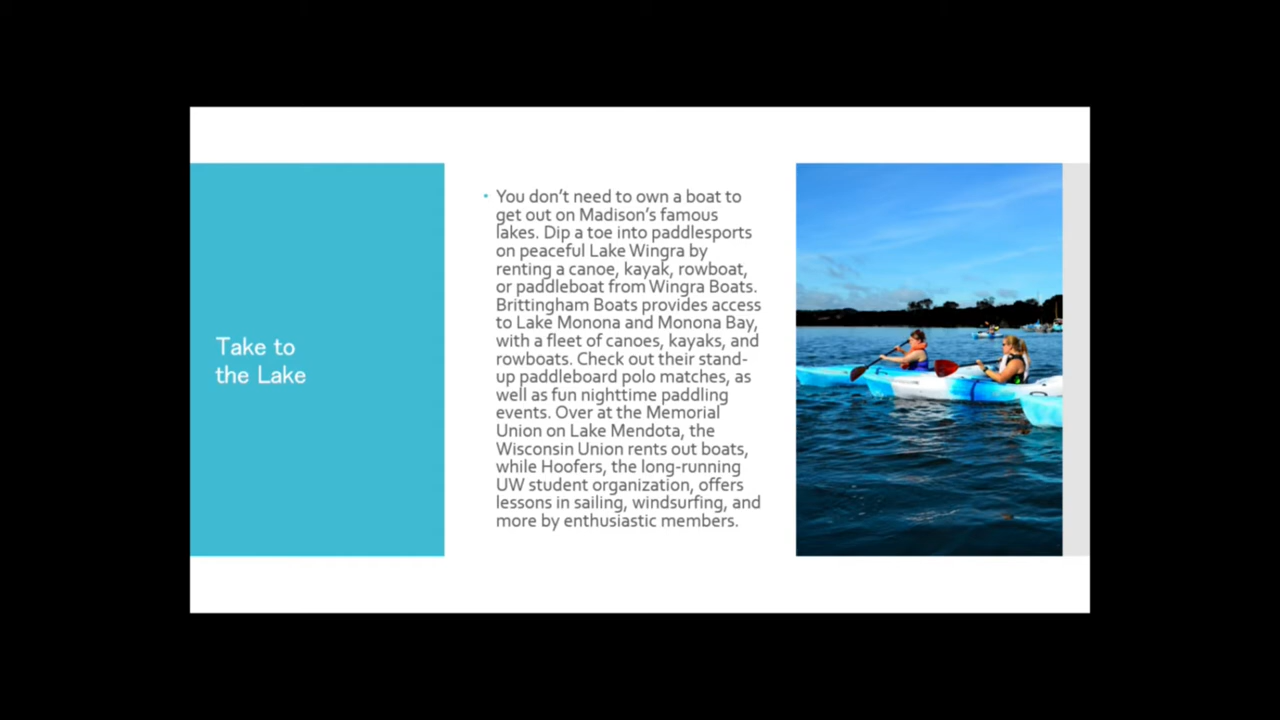 Take to
the Lake
• You don’t need to own a boat to
get out on Madison’s famous
lakes. Dip a toe into paddlesports
on peaceful Lake Wingra by
renting a canoe, kayak, rowboat,
or paddleboat from Wingra Boats.
Brittingham Boats provides access
to Lake Monona and Monona Bay,
with a fleet of canoes, kayaks, and
rowboats. Check out their stand-
up paddleboard polo matches, as
well as fun nighttime paddling
events. Over at the Memorial
Union on Lake Mendota, the
Wisconsin Union rents out boats,
while Hoofers, the long-running
UW student organization, offers
lessons in sailing, windsurfing, and
more by enthusiastic members.